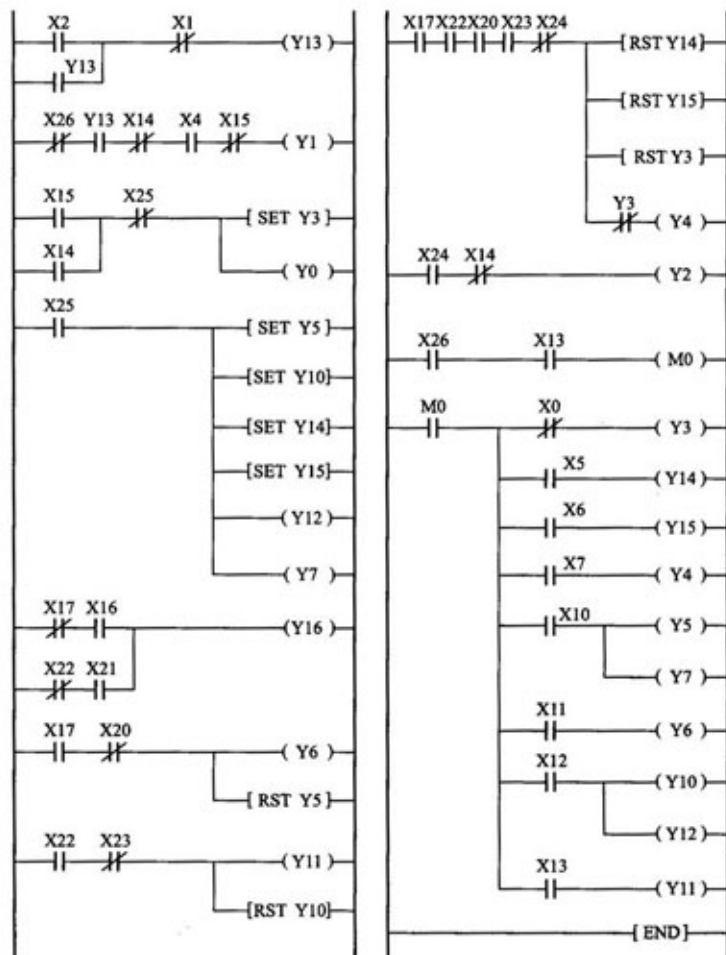 X2 X1
(Y13)
Y13
X26 Y13 X14 X4 X15
(Y1)
X15 X25
[SET Y3]
X14
(Y0)
X25
[SET Y5]
[SET Y10]
[SET Y14]
[SET Y15]
(Y12)
(Y7)
X17 X16
(Y16)
X22 X21
X17 X20
(Y6)
[RST Y5]
X22 X23
(Y11)
[RST Y10]
X17 X22 X20 X23 X24
[RST Y14]
[RST Y15]
[RST Y3]
Y3
(Y4)
X24 X14
(Y2)
X26 X13
(M0)
M0 X0
(Y3)
X5
(Y14)
X6
(Y15)
X7
(Y4)
X10
(Y5)
(Y7)
X11
(Y6)
X12
(Y10)
(Y12)
X13
(Y11)
[END]